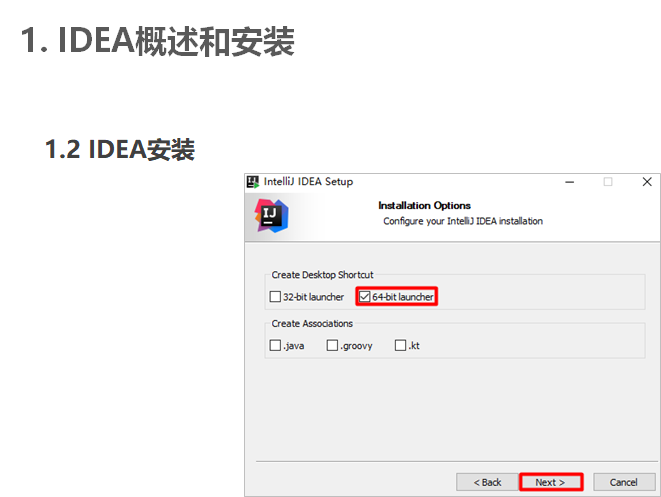 1. IDEA概述和安装
1.2 IDEA安装
IntelliJ IDEA Setup
IJ
Installation Options
Configure your IntelliJ IDEA installation
Create Desktop Shortcut
32-bit launcher 64-bit launcher
Create Associations
.java .groovy .kt
< Back Next > Cancel